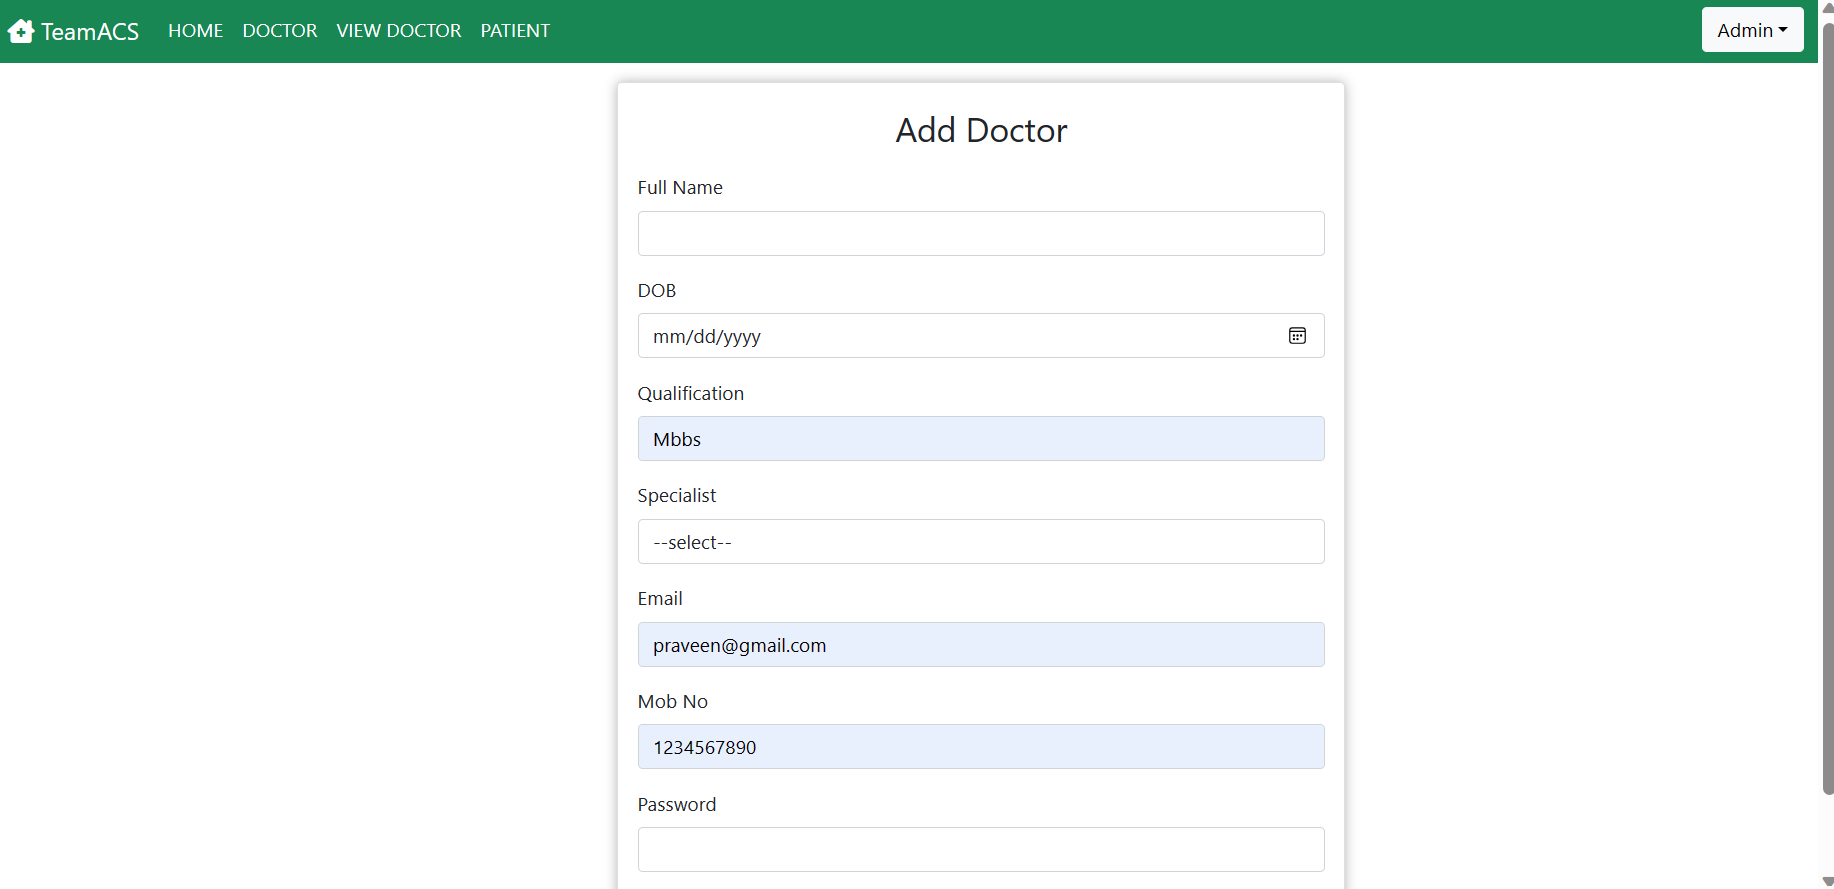 TeamACS HOME DOCTOR VIEW DOCTOR PATIENT Admin
Add Doctor
Full Name
DOB
mm/dd/yyyy
Qualification
Mbbs
Specialist
--select--
Email
praveen@gmail.com
Mob No
1234567890
Password